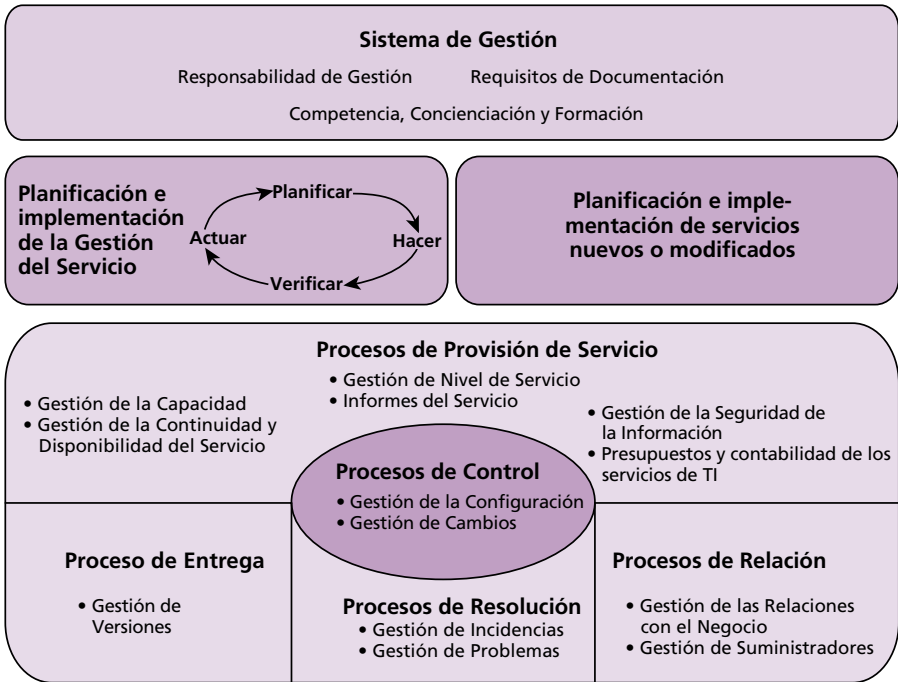 Sistema de Gestión
Responsabilidad de Gestión Requisitos de Documentación
Competencia, Concienciación y Formación
Planificación e
implementación
de la Gestión
del Servicio
Planificar
Actuar
Hacer
Verificar
Planificación e imple-
mentación de servicios
nuevos o modificados
Procesos de Provisión de Servicio
• Gestión de Nivel de Servicio
• Informes del Servicio
• Gestión de la Capacidad
• Gestión de la Continuidad y
Disponibilidad del Servicio
• Gestión de la Seguridad de
la Información
• Presupuestos y contabilidad de los
servicios de TI
Procesos de Control
• Gestión de la Configuración
• Gestión de Cambios
Proceso de Entrega
• Gestión de
Versiones
Procesos de Resolución
• Gestión de Incidencias
• Gestión de Problemas
Procesos de Relación
• Gestión de las Relaciones
con el Negocio
• Gestión de Suministradores